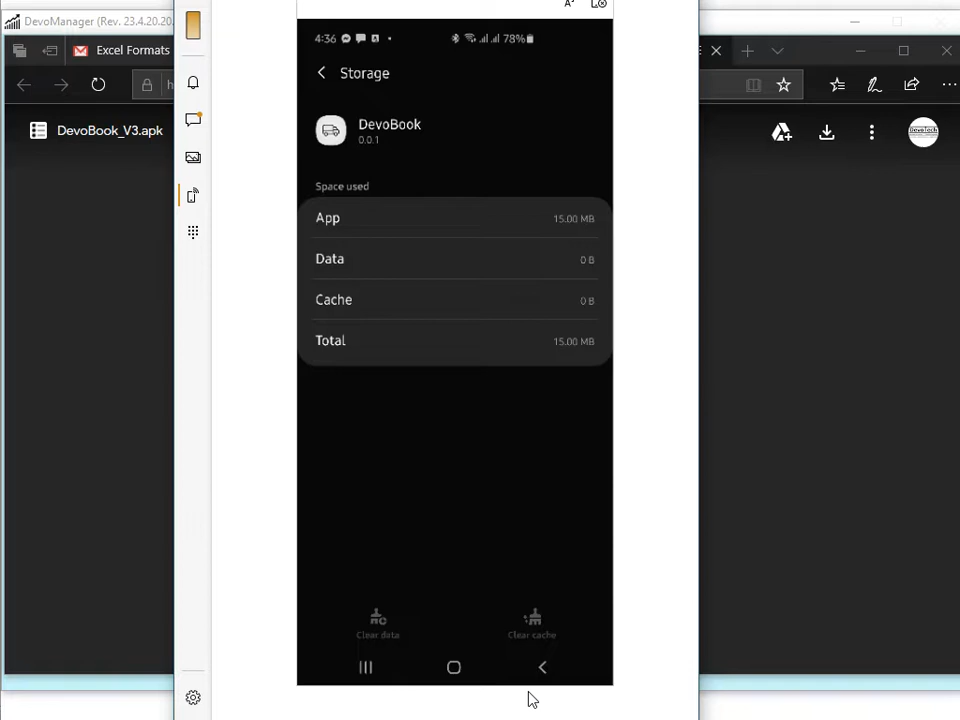 DevoManager (Rev. 23.4.20.20.
Excel Formats
DevoBook_V3.apk
4:36
78%
Storage
DevoBook
0.0.1
Space used
App 15.00 MB
Data 0 B
Cache 0 B
Total 15.00 MB
Clear data
Clear cache